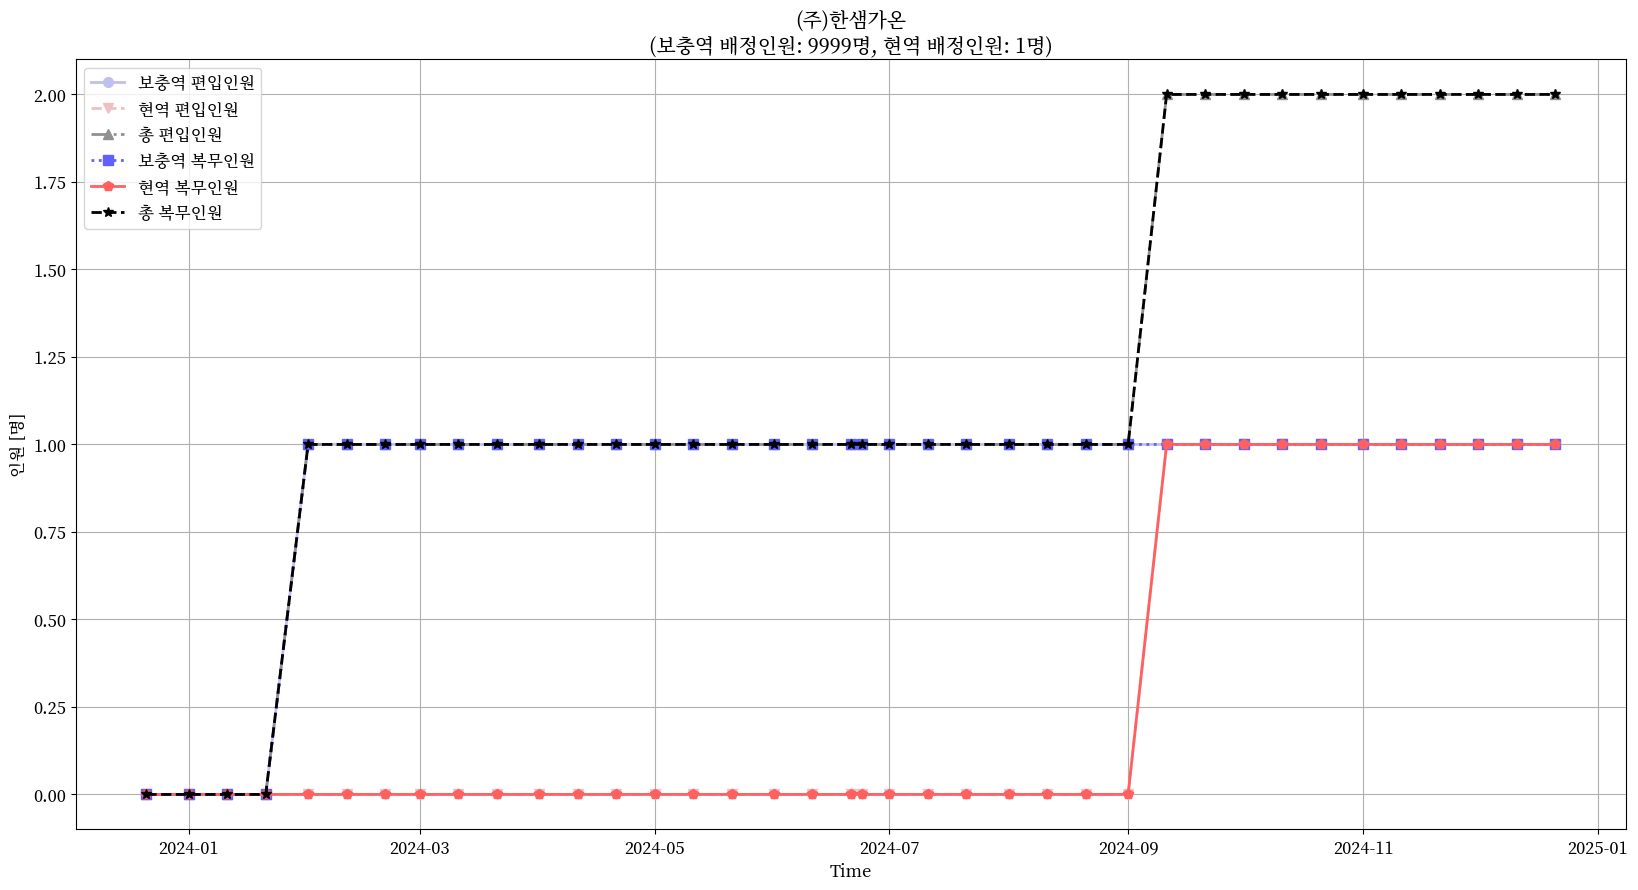 (주)한샘가온
(보충역 배정인원: 9999명, 현역 배정인원: 1명)
보충역 편입인원
현역 편입인원
총 편입인원
보충역 복무인원
현역 복무인원
총 복무인원
2.00
1.75
1.50
1.25
1.00
0.75
0.50
0.25
0.00
인원 [명]
2024-01
2024-03
2024-05
2024-07
2024-09
2024-11
2025-01
Time